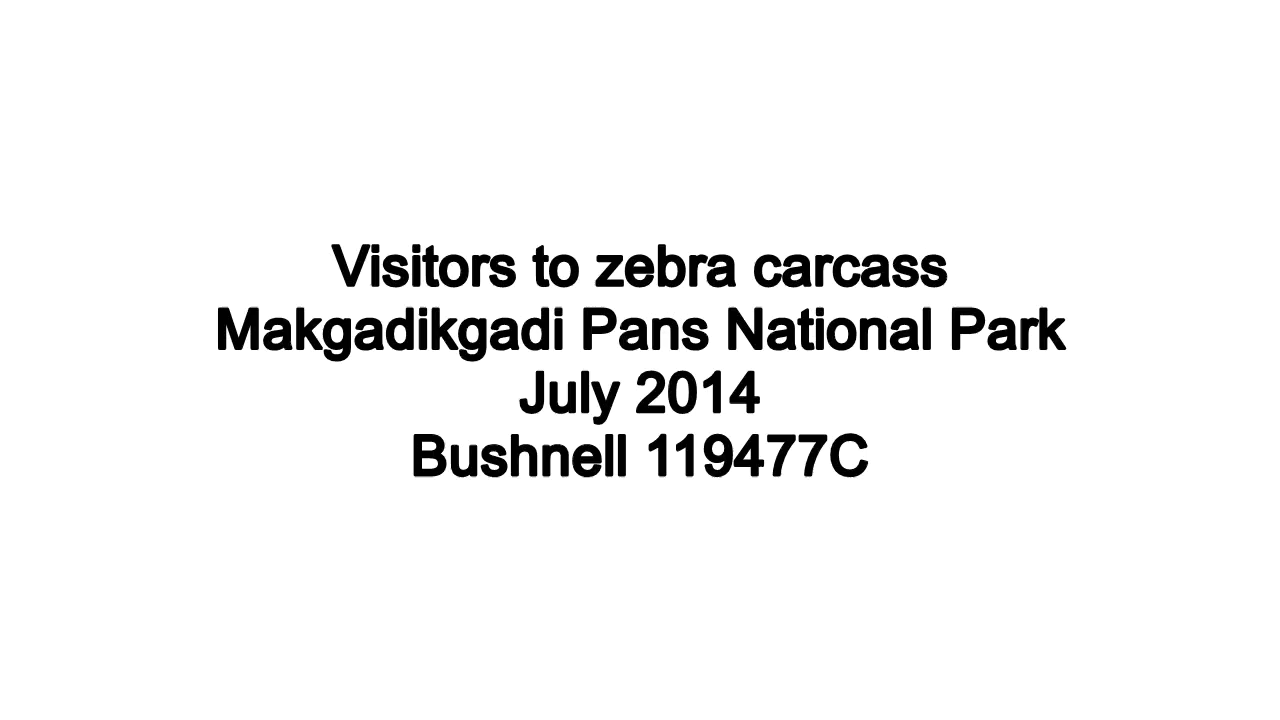 Visitors to zebra carcass
Makgadikgadi Pans National Park
July 2014
Bushnell 119477C